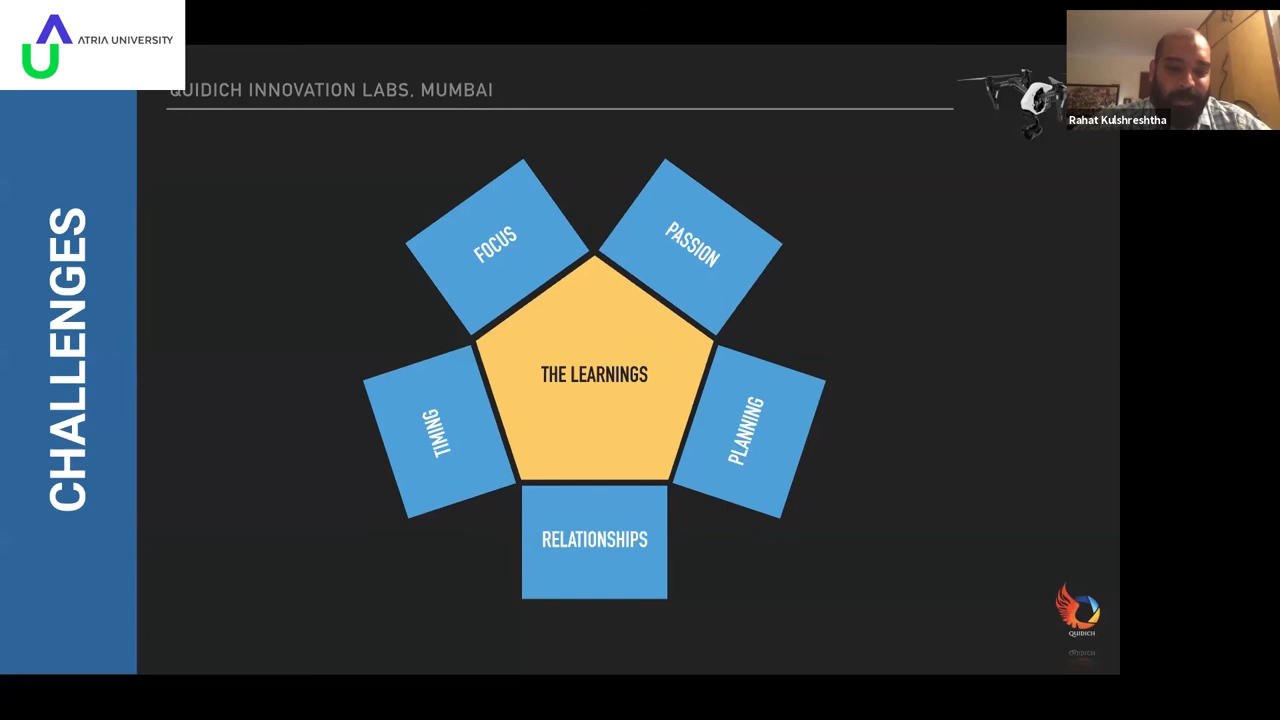 ATRIA UNIVERSITY
QUIDICH INNOVATION LABS, MUMBAI
Rahat Kulshreshtha
CHALLENGES
FOCUS
PASSION
THE LEARNINGS
TIMING
PLANNING
RELATIONSHIPS
QUIDICH